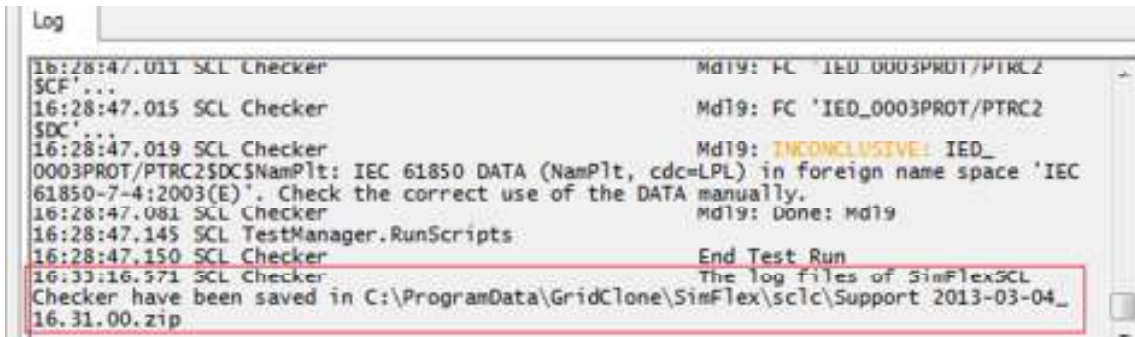 Log
16:28:47.011 SCL Checker Mdl9: FC 'IED_0003PROT/PTRC2
$CF'...
16:28:47.015 SCL Checker Mdl9: FC 'IED_0003PROT/PTRC2
$DC'...
16:28:47.019 SCL Checker Mdl9: INCONCLUSIVE: IED_
0003PROT/PTRC2$DC$NamPlt: IEC 61850 DATA (NamPlt, cdc=LPL) in foreign name space 'IEC
61850-7-4:2003(E)'. Check the correct use of the DATA manually.
16:28:47.081 SCL Checker Mdl9: Done: Mdl9
16:28:47.145 SCL TestManager.RunScripts
16:28:47.150 SCL Checker End Test Run
16:33:16.571 SCL Checker The log files of SimFlexSCL
Checker have been saved in C:\ProgramData\GridClone\SimFlex\sclc\Support 2013-03-04_
16.31.00.zip